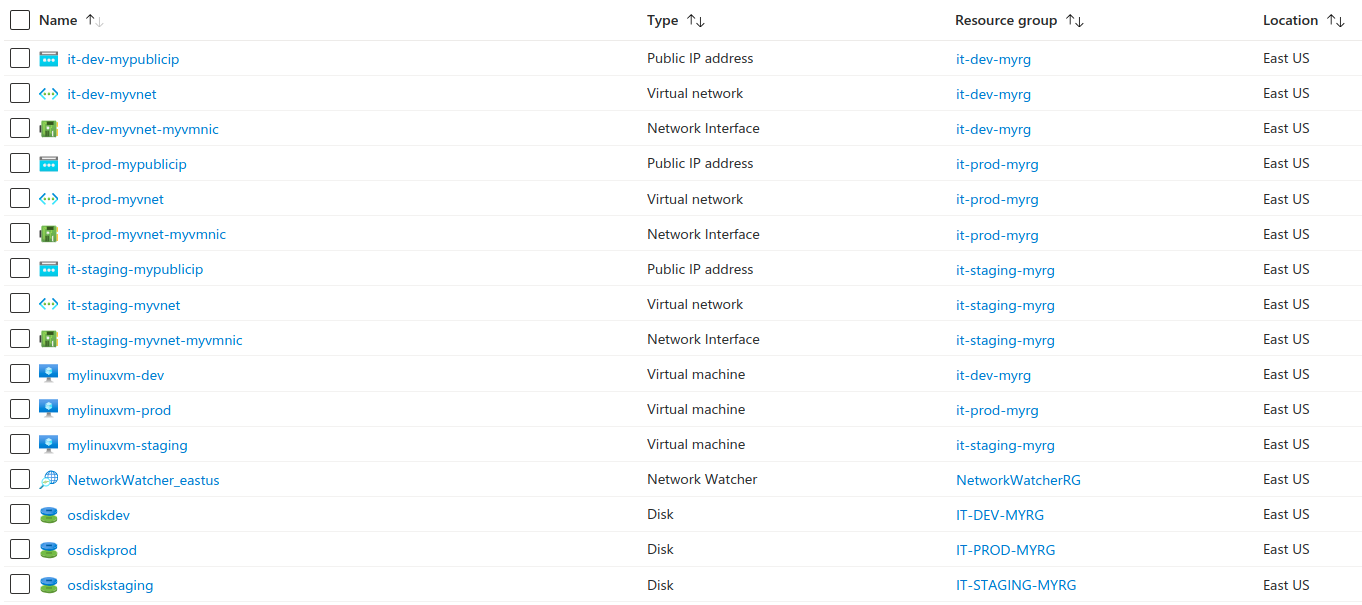 Name ↑↓ Type ↑↓ Resource group ↑↓ Location ↑↓
it-dev-mypublicip Public IP address it-dev-myrg East US
it-dev-myvnet Virtual network it-dev-myrg East US
it-dev-myvnet-myvmnic Network Interface it-dev-myrg East US
it-prod-mypublicip Public IP address it-prod-myrg East US
it-prod-myvnet Virtual network it-prod-myrg East US
it-prod-myvnet-myvmnic Network Interface it-prod-myrg East US
it-staging-mypublicip Public IP address it-staging-myrg East US
it-staging-myvnet Virtual network it-staging-myrg East US
it-staging-myvnet-myvmnic Network Interface it-staging-myrg East US
mylinuxvm-dev Virtual machine it-dev-myrg East US
mylinuxvm-prod Virtual machine it-prod-myrg East US
mylinuxvm-staging Virtual machine it-staging-myrg East US
NetworkWatcher_eastus Network Watcher NetworkWatcherRG East US
osdiskdev Disk IT-DEV-MYRG East US
osdiskprod Disk IT-PROD-MYRG East US
osdiskstaging Disk IT-STAGING-MYRG East US